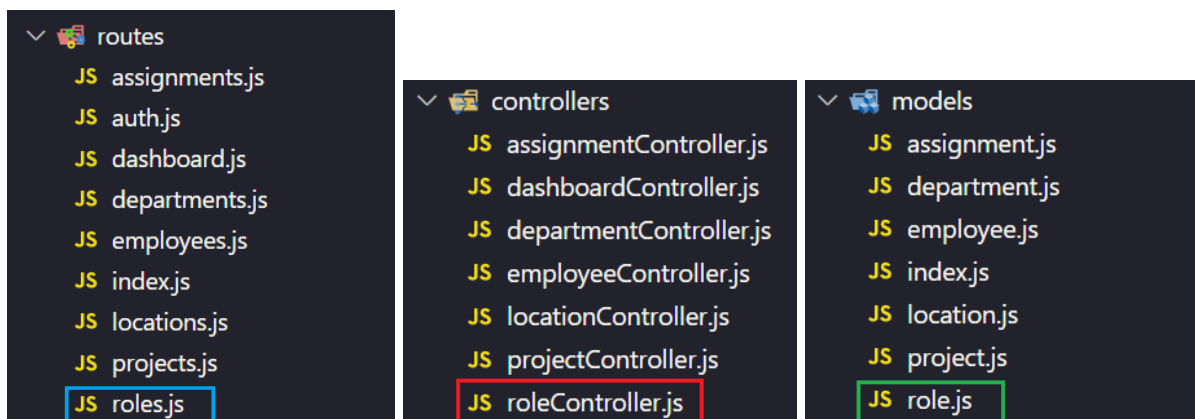 routes
JS assignments.js
JS auth.js
JS dashboard.js
JS departments.js
JS employees.js
JS index.js
JS locations.js
JS projects.js
JS roles.js
controllers
JS assignmentController.js
JS dashboardController.js
JS departmentController.js
JS employeeController.js
JS locationController.js
JS projectController.js
JS roleController.js
models
JS assignment.js
JS department.js
JS employee.js
JS index.js
JS location.js
JS project.js
JS role.js